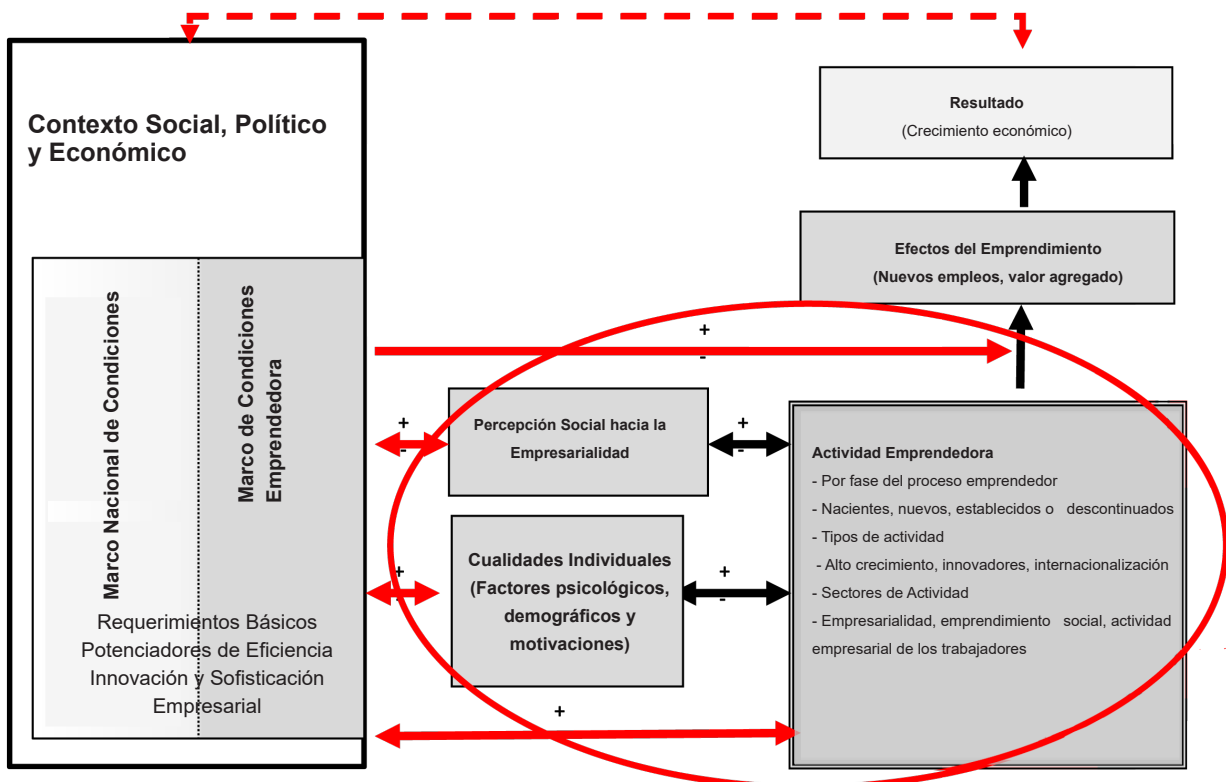 Contexto Social, Político
y Económico
Marco Nacional de Condiciones
Marco de Condiciones
Emprendedora
Requerimientos Básicos
Potenciadores de Eficiencia
Innovación y Sofisticación
Empresarial
Resultado
(Crecimiento económico)
Efectos del Emprendimiento
(Nuevos empleos, valor agregado)
+
-
+
-
Percepción Social hacia la
Empresarialidad
+
-
+
-
Cualidades Individuales
(Factores psicológicos,
demográficos y
motivaciones)
+
-
+
Actividad Emprendedora
- Por fase del proceso emprendedor
- Nacientes, nuevos, establecidos o descontinuados
- Tipos de actividad
- Alto crecimiento, innovadores, internacionalización
- Sectores de Actividad
- Empresarialidad, emprendimiento social, actividad
empresarial de los trabajadores